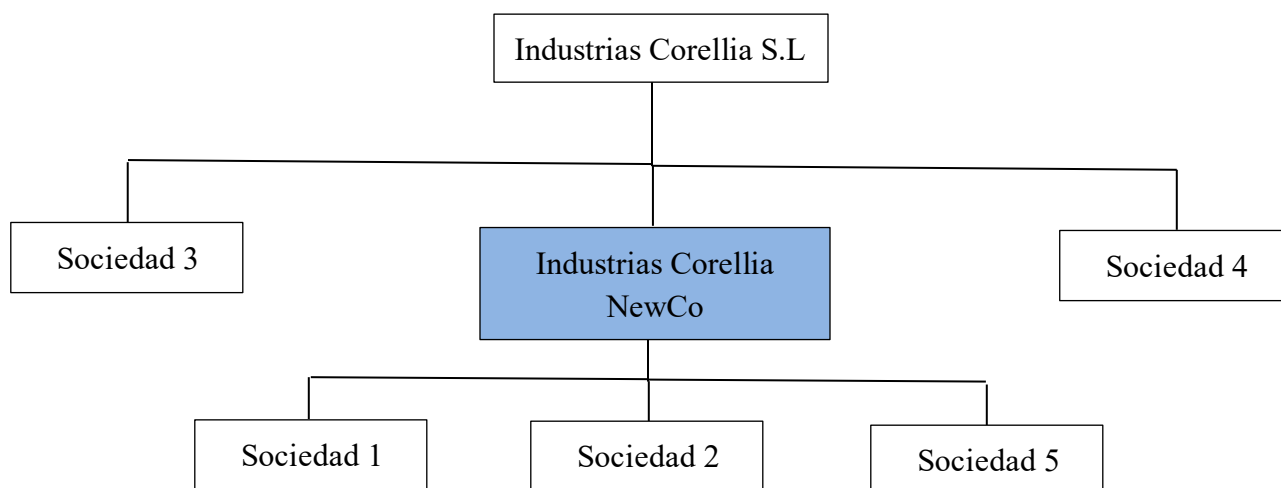 Industrias Corellia S.L
Sociedad 3
Industrias Corellia
NewCo
Sociedad 4
Sociedad 1
Sociedad 2
Sociedad 5